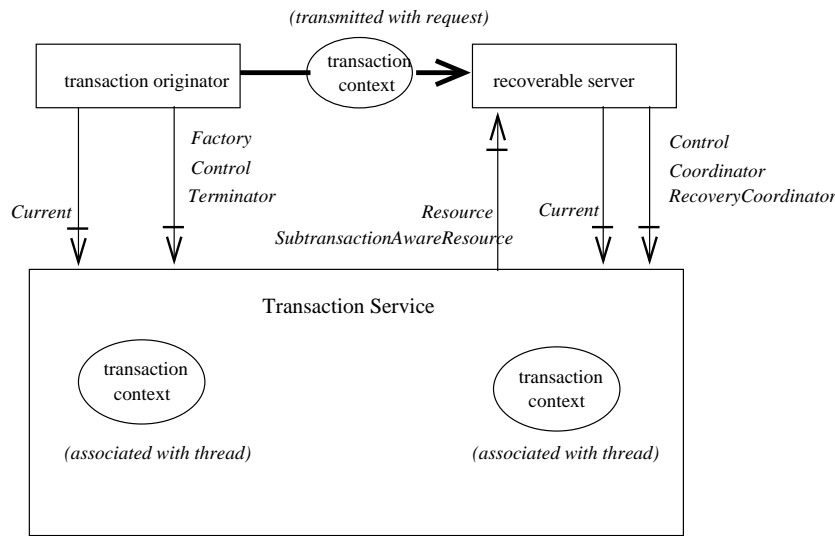 (transmitted with request)
transaction originator
transaction
context
recoverable server
Factory
Control
Terminator
Current
Resource
SubtransactionAwareResource
Current
Control
Coordinator
RecoveryCoordinator
Transaction Service
transaction
context
(associated with thread)
transaction
context
(associated with thread)